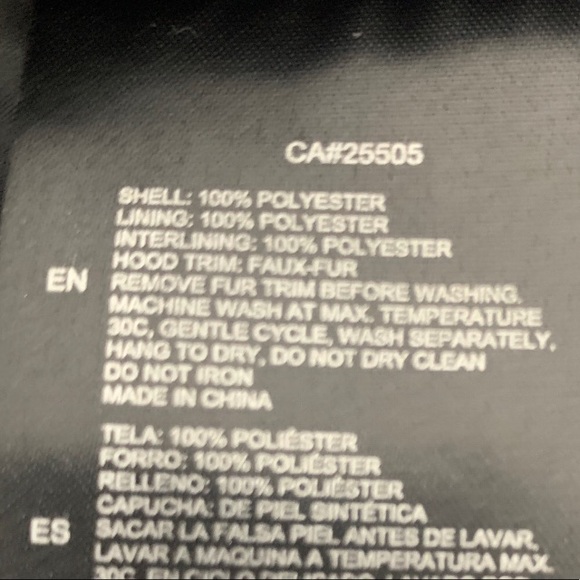 CA#25505
SHELL: 100% POLYESTER
LINING: 100% POLYESTER
INTERLINING: 100% POLYESTER
HOOD TRIM: FAUX-FUR
EN
REMOVE FUR TRIM BEFORE WASHING.
MACHINE WASH AT MAX. TEMPERATURE
30C, GENTLE CYCLE, WASH SEPARATELY,
HANG TO DRY, DO NOT DRY CLEAN
DO NOT IRON
MADE IN CHINA
TELA: 100% POLIÉSTER
FORRO: 100% POLIÉSTER
RELLENO: 100% POLIÉSTER
CAPUCHA: DE PIEL SINTÉTICA
ES
SACAR LA FALSA PIEL ANTES DE LAVAR.
LAVAR A MAQUINA A TEMPERATURA MAX.
30C, EN CICLO